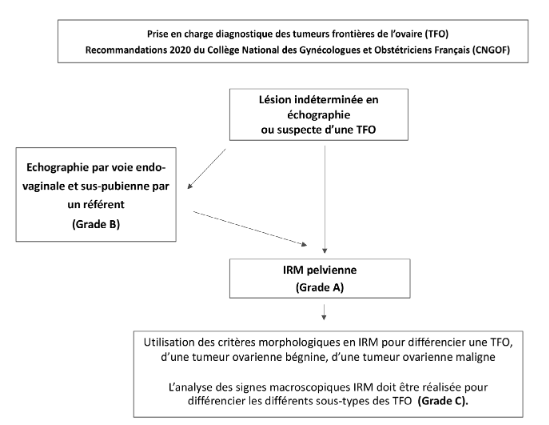 Prise en charge diagnostique des tumeurs frontières de l'ovaire (TFO)
Recommandations 2020 du Collège National des Gynécologues et Obstétriciens Français (CNGOF)
Lésion indéterminée en
échographie
ou suspecte d'une TFO
Echographie par voie endo-
vaginale et sus-pubienne par
un référent
(Grade B)
IRM pelvienne
(Grade A)
Utilisation des critères morphologiques en IRM pour différencier une TFO,
d'une tumeur ovarienne bégnine, d'une tumeur ovarienne maligne
L'analyse des signes macroscopiques IRM doit être réalisée pour
différencier les différents sous-types des TFO (Grade C).